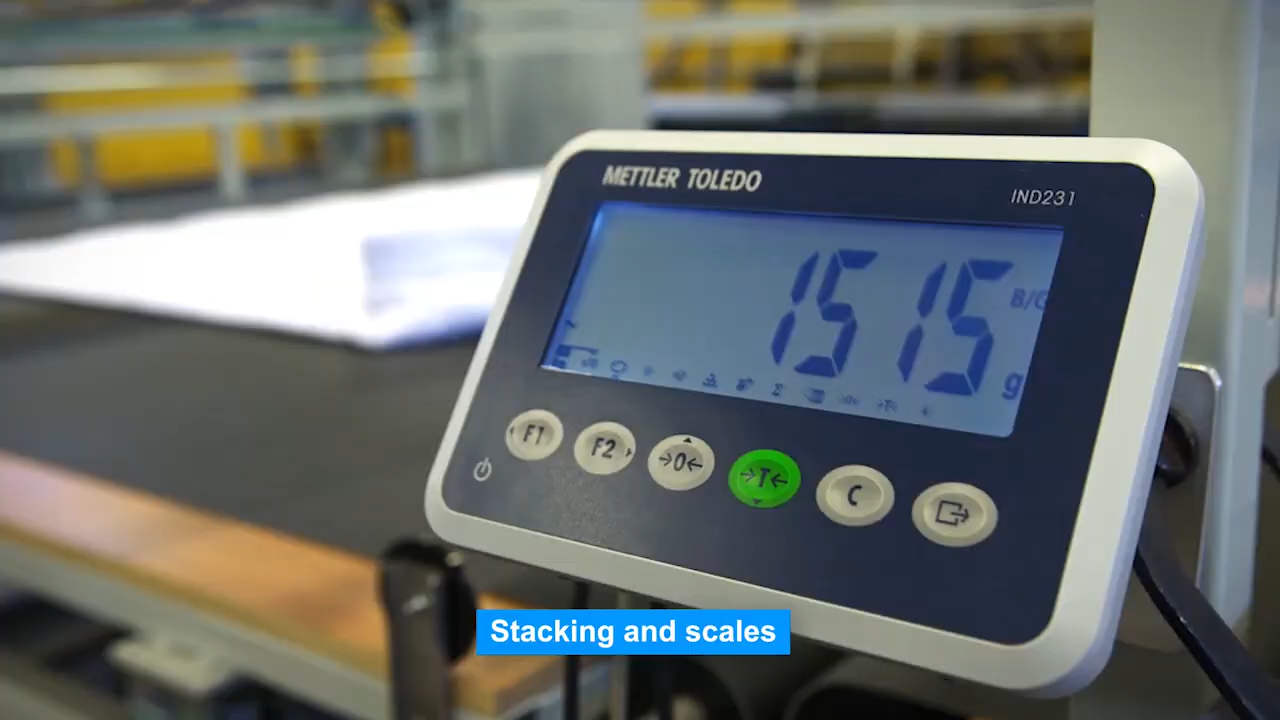 METTLER TOLEDO
IND231
1515
B/G
g
F1
F2
→0←
→T←
C
Stacking and scales